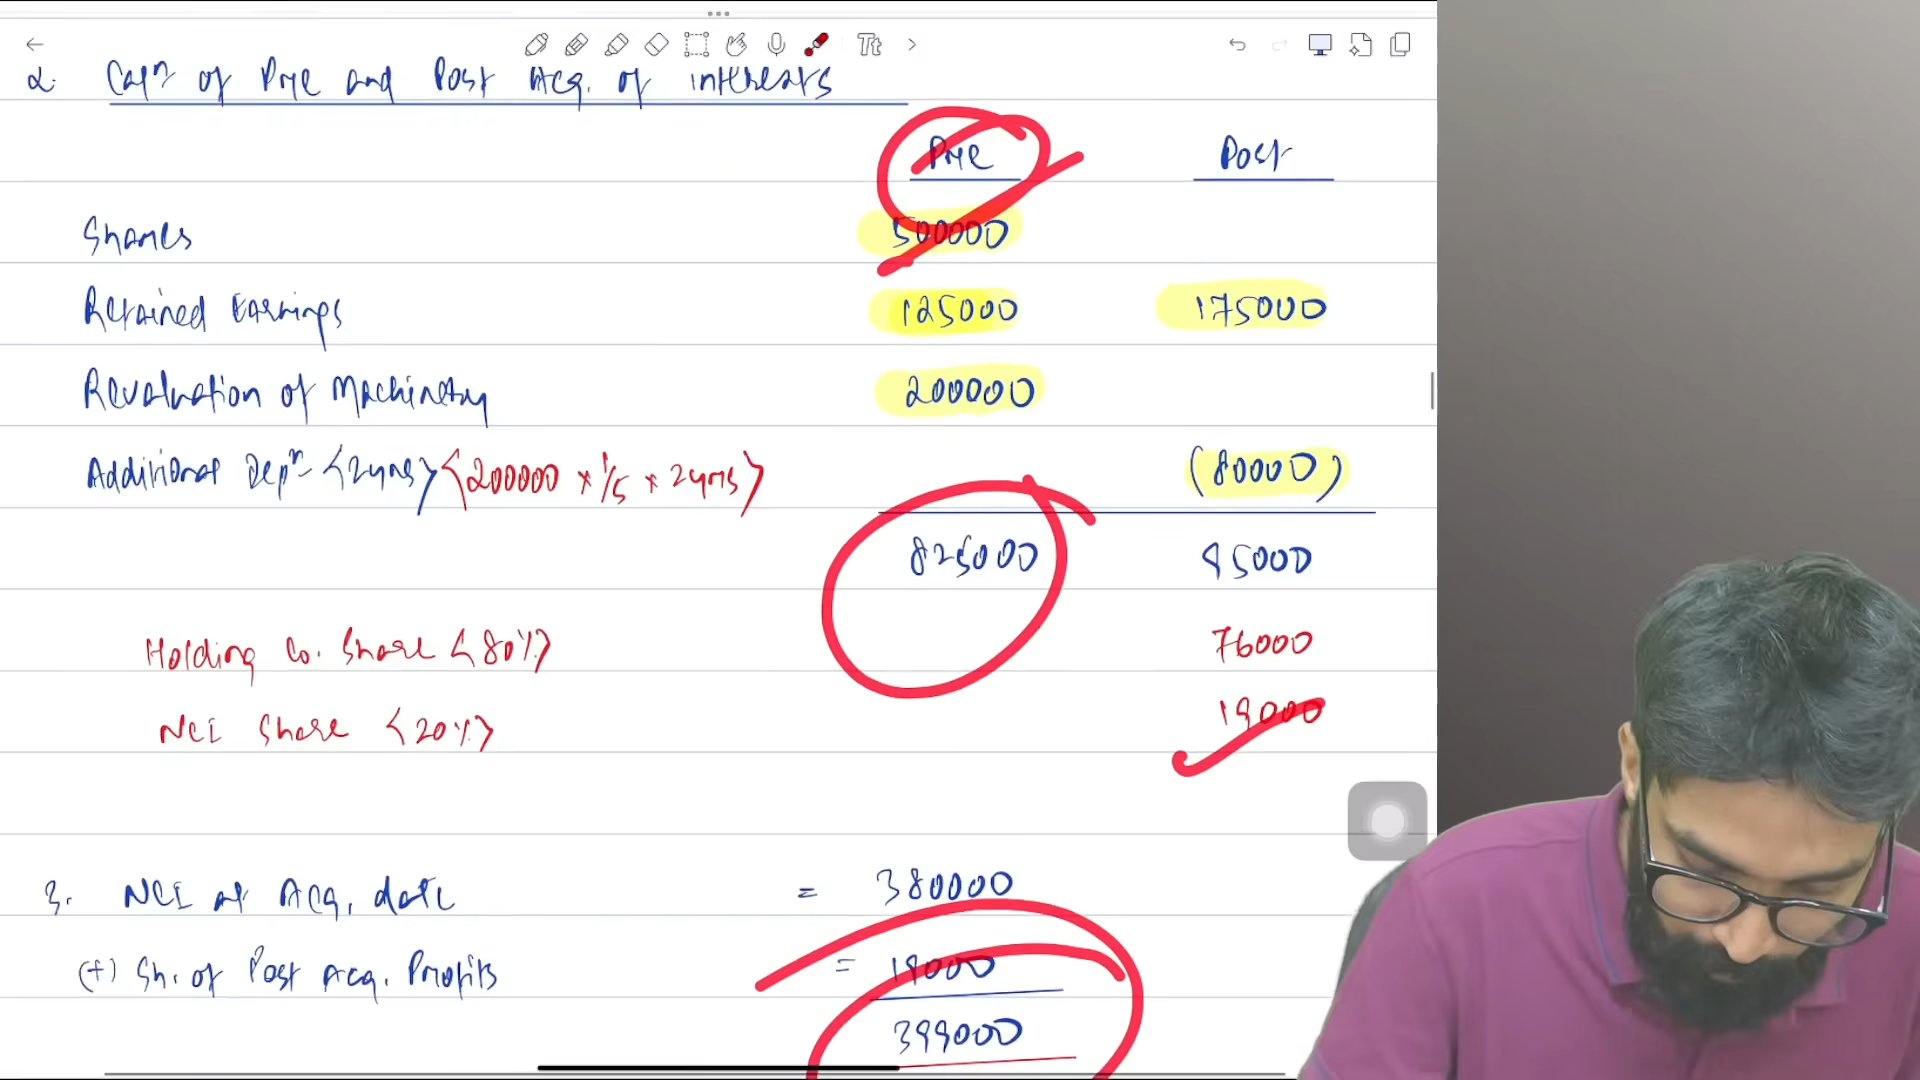 2. Calⁿ of Pre and Post Acq. of interests
Pre Post
Shares 500000
Retained Earnings 125000 175000
Revaluation of Machinery 200000
Additional Depⁿ <2yrs> <200000 × 1/5 × 2yrs> (80000)
825000 95000
Holding Co. Share <80%> 76000
NCI Share <20%> 19000
3. NCI at Acq. date = 380000
(+) Sh. of Post Acq. Profits = 19000
399000